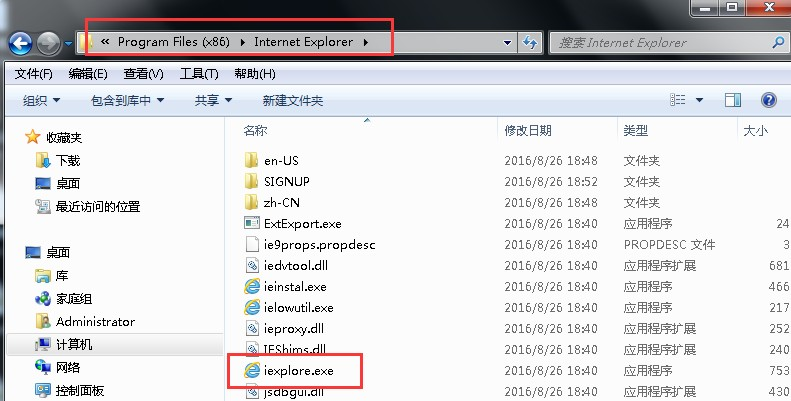 « Program Files (x86) Internet Explorer
搜索 Internet Explorer
文件(F) 编辑(E) 查看(V) 工具(T) 帮助(H)
组织 包含到库中 共享 新建文件夹
收藏夹
下载
桌面
最近访问的位置
桌面
库
家庭组
Administrator
计算机
网络
控制面板
名称 修改日期 类型 大小
en-US 2016/8/26 18:48 文件夹
SIGNUP 2016/8/26 18:52 文件夹
zh-CN 2016/8/26 18:48 文件夹
ExtExport.exe 2016/8/26 18:40 应用程序 24
ie9props.propdesc 2016/8/26 18:40 PROPDESC 文件 3
iedvtool.dll 2016/8/26 18:40 应用程序扩展 681
ieinstal.exe 2016/8/26 18:40 应用程序 466
ielowutil.exe 2016/8/26 18:40 应用程序 217
ieproxy.dll 2016/8/26 18:40 应用程序扩展 252
IEShims.dll 2016/8/26 18:40 应用程序扩展 240
iexplore.exe 2016/8/26 18:40 应用程序 753
jsdbgui.dll 2016/8/26 18:40 应用程序扩展 387